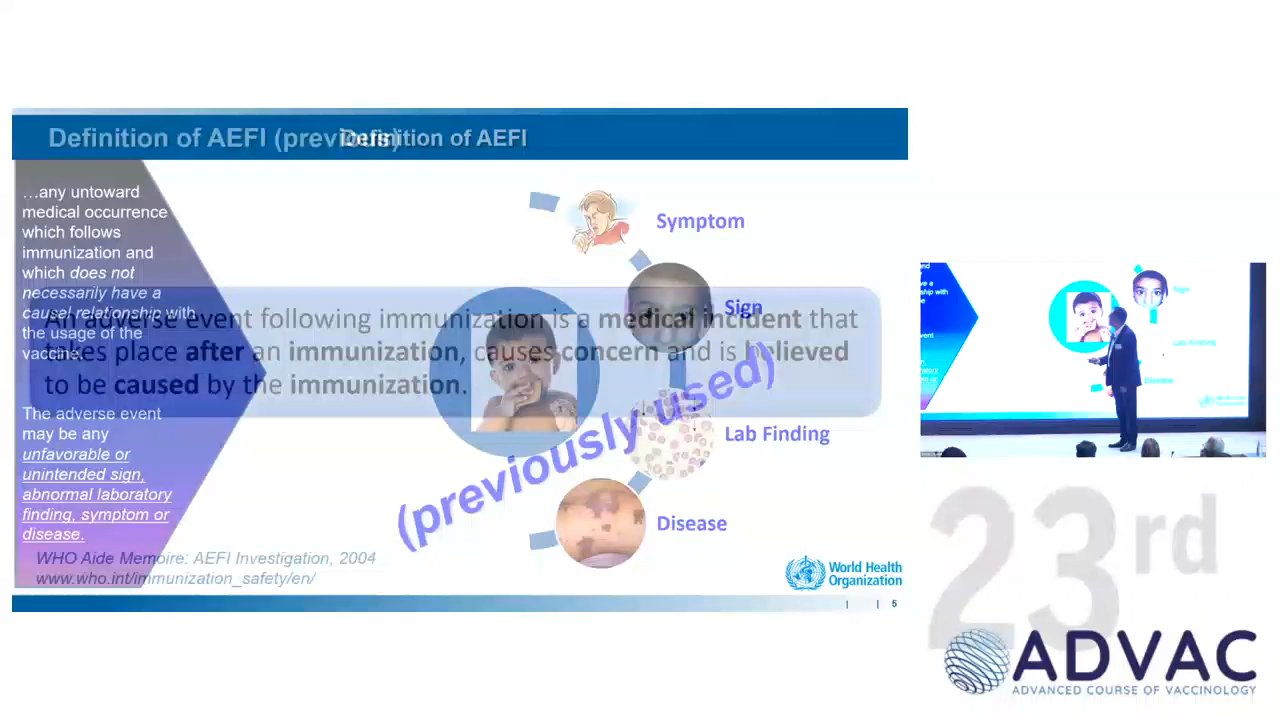 Definition of AEFI (previous)
Definition of AEFI
…any untoward
medical occurrence
which follows
immunization and
which does not
necessarily have a
causal relationship with
the usage of the
vaccine.
The adverse event
may be any
unfavorable or
unintended sign,
abnormal laboratory
finding, symptom or
disease.
An adverse event following immunization is a medical incident that
takes place after an immunization, causes concern and is believed
to be caused by the immunization.
(previously used)
Symptom
Sign
Lab Finding
Disease
WHO Aide Memoire: AEFI Investigation, 2004
www.who.int/immunization_safety/en/
World Health
Organization
5
Sign
Lab Finding
23rd
ADVAC
ADVANCED COURSE OF VACCINOLOGY